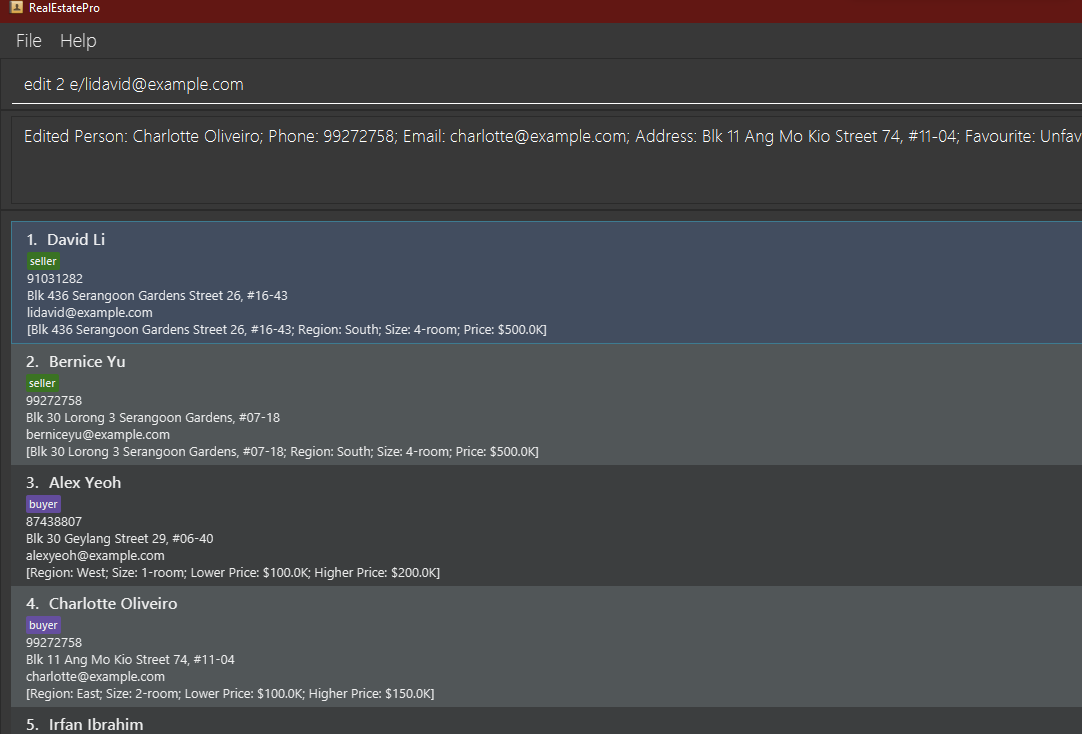 RealEstatePro
File Help
edit 2 e/lidavid@example.com
Edited Person: Charlotte Oliveiro; Phone: 99272758; Email: charlotte@example.com; Address: Blk 11 Ang Mo Kio Street 74, #11-04; Favourite: Unfav
1. David Li
seller
91031282
Blk 436 Serangoon Gardens Street 26, #16-43
lidavid@example.com
[Blk 436 Serangoon Gardens Street 26, #16-43; Region: South; Size: 4-room; Price: $500.0K]
2. Bernice Yu
seller
99272758
Blk 30 Lorong 3 Serangoon Gardens, #07-18
berniceyu@example.com
[Blk 30 Lorong 3 Serangoon Gardens, #07-18; Region: South; Size: 4-room; Price: $500.0K]
3. Alex Yeoh
buyer
87438807
Blk 30 Geylang Street 29, #06-40
alexyeoh@example.com
[Region: West; Size: 1-room; Lower Price: $100.0K; Higher Price: $200.0K]
4. Charlotte Oliveiro
buyer
99272758
Blk 11 Ang Mo Kio Street 74, #11-04
charlotte@example.com
[Region: East; Size: 2-room; Lower Price: $100.0K; Higher Price: $150.0K]
5. Irfan Ibrahim